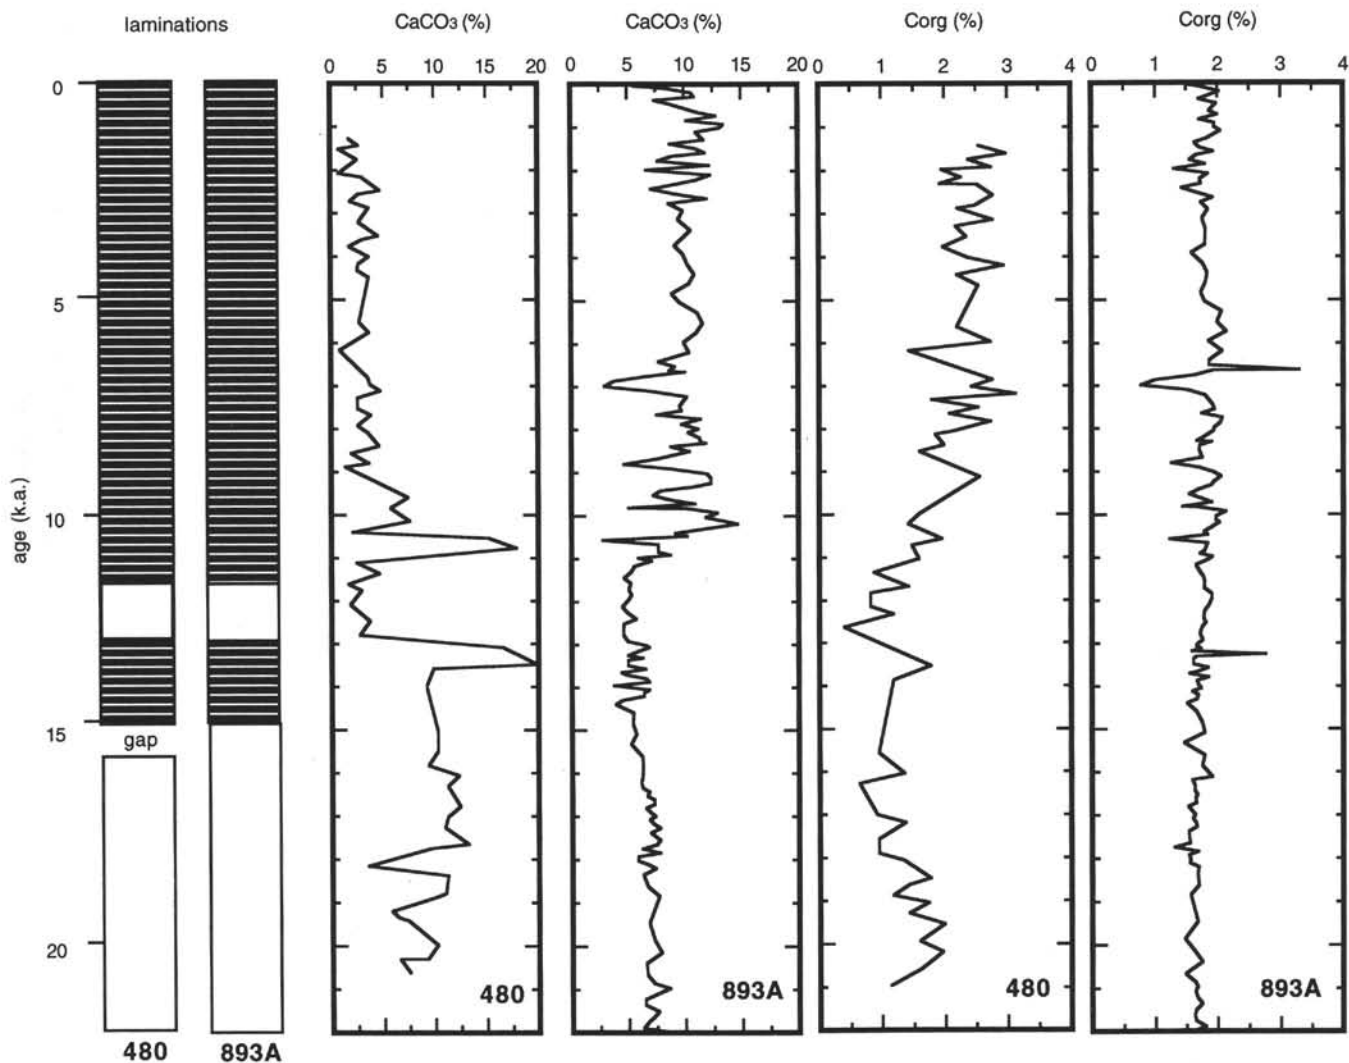 laminations
CaCO3 (%)
CaCO3 (%)
Corg (%)
Corg (%)
0 5 10 15 20
0 5 10 15 20
0 1 2 3 4
0 1 2 3 4
0
5
10
15
20
age (k.a.)
gap
480
893A
480
893A
480
893A